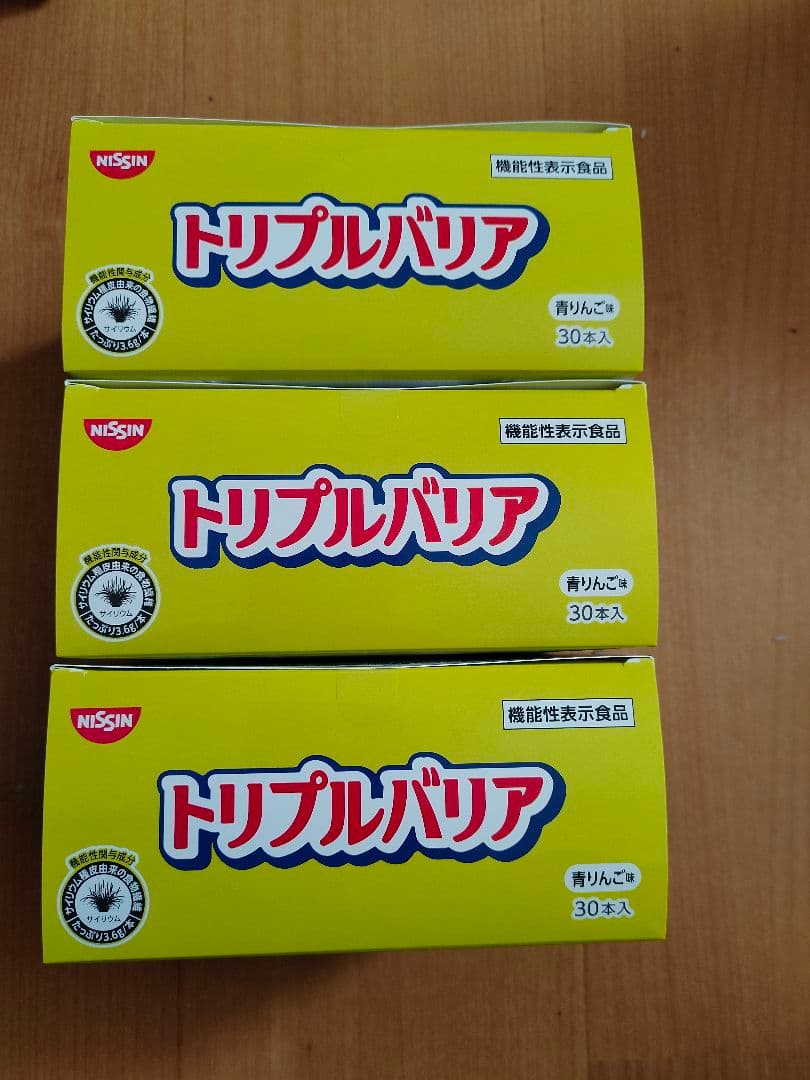 NISSIN
機能性表示食品
トリプルバリア
機能性関与成分
サイリウム種皮由来の食物繊維
サイリウム
たっぷり3.6g/本
青りんご味
30本入
NISSIN
機能性表示食品
トリプルバリア
機能性関与成分
サイリウム種皮由来の食物繊維
サイリウム
たっぷり3.6g/本
青りんご味
30本入
NISSIN
機能性表示食品
トリプルバリア
機能性関与成分
サイリウム種皮由来の食物繊維
サイリウム
たっぷり3.6g/本
青りんご味
30本入